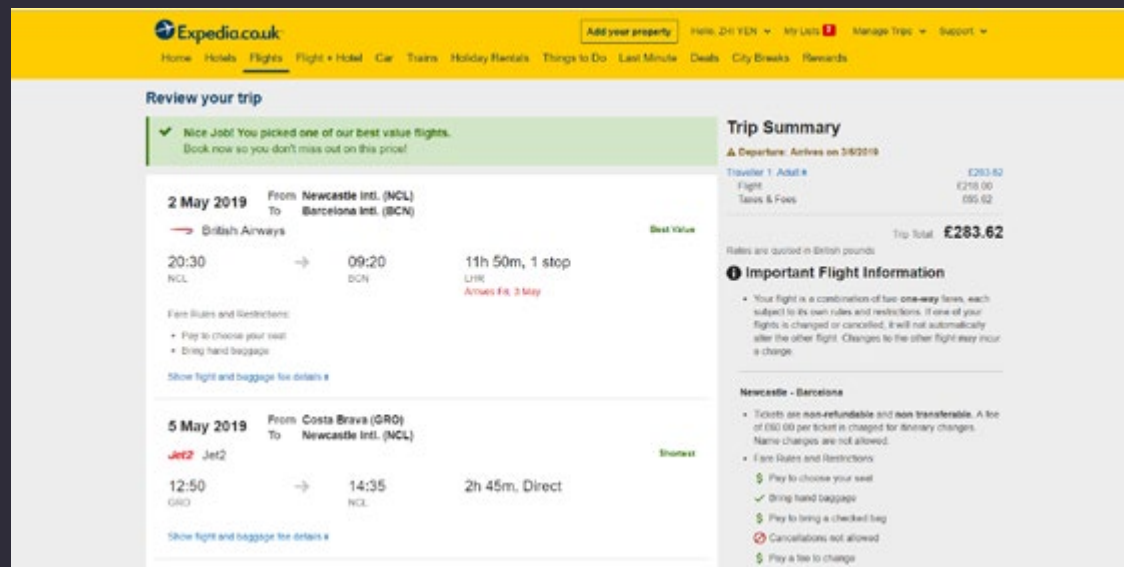 Expedia.co.uk
Add your property
Hello, ZHI YEN
My Lists
Manage Trips
Support
Home Hotels Flights Flight + Hotel Car Trains Holiday Rentals Things to Do Last Minute Deals City Breaks Rewards
Review your trip
Nice Job! You picked one of our best value flights.
Book now so you don't miss out on this price!
2 May 2019
From Newcastle Intl. (NCL)
To Barcelona Intl. (BCN)
British Airways
Best Value
20:30 → 09:20 11h 50m, 1 stop
NCL BCN LHR
Arrives Fri, 3 May
Fare Rules and Restrictions:
• Pay to choose your seat
• Bring hand baggage
Show flight and baggage fee details
5 May 2019
From Costa Brava (GRO)
To Newcastle Intl. (NCL)
Jet2 Jet2
Shortest
12:50 → 14:35 2h 45m, Direct
GRO NCL
Show flight and baggage fee details
Trip Summary
Departure: Arrives on 3/5/2019
Traveller 1: Adult £283.62
Flight £218.00
Taxes & Fees £65.62
Trip Total: £283.62
Rates are quoted in British pounds
Important Flight Information
• Your flight is a combination of two one-way fares, each
subject to its own rules and restrictions. If one of your
flights is changed or cancelled, it will not automatically
alter the other flight. Changes to the other flight may incur
a charge.
Newcastle - Barcelona
• Tickets are non-refundable and non transferable. A fee
of £60.00 per ticket is charged for itinerary changes.
Name changes are not allowed.
• Fare Rules and Restrictions:
$ Pay to choose your seat
Bring hand baggage
$ Pay to bring a checked bag
Cancellations not allowed
$ Pay a fee to change